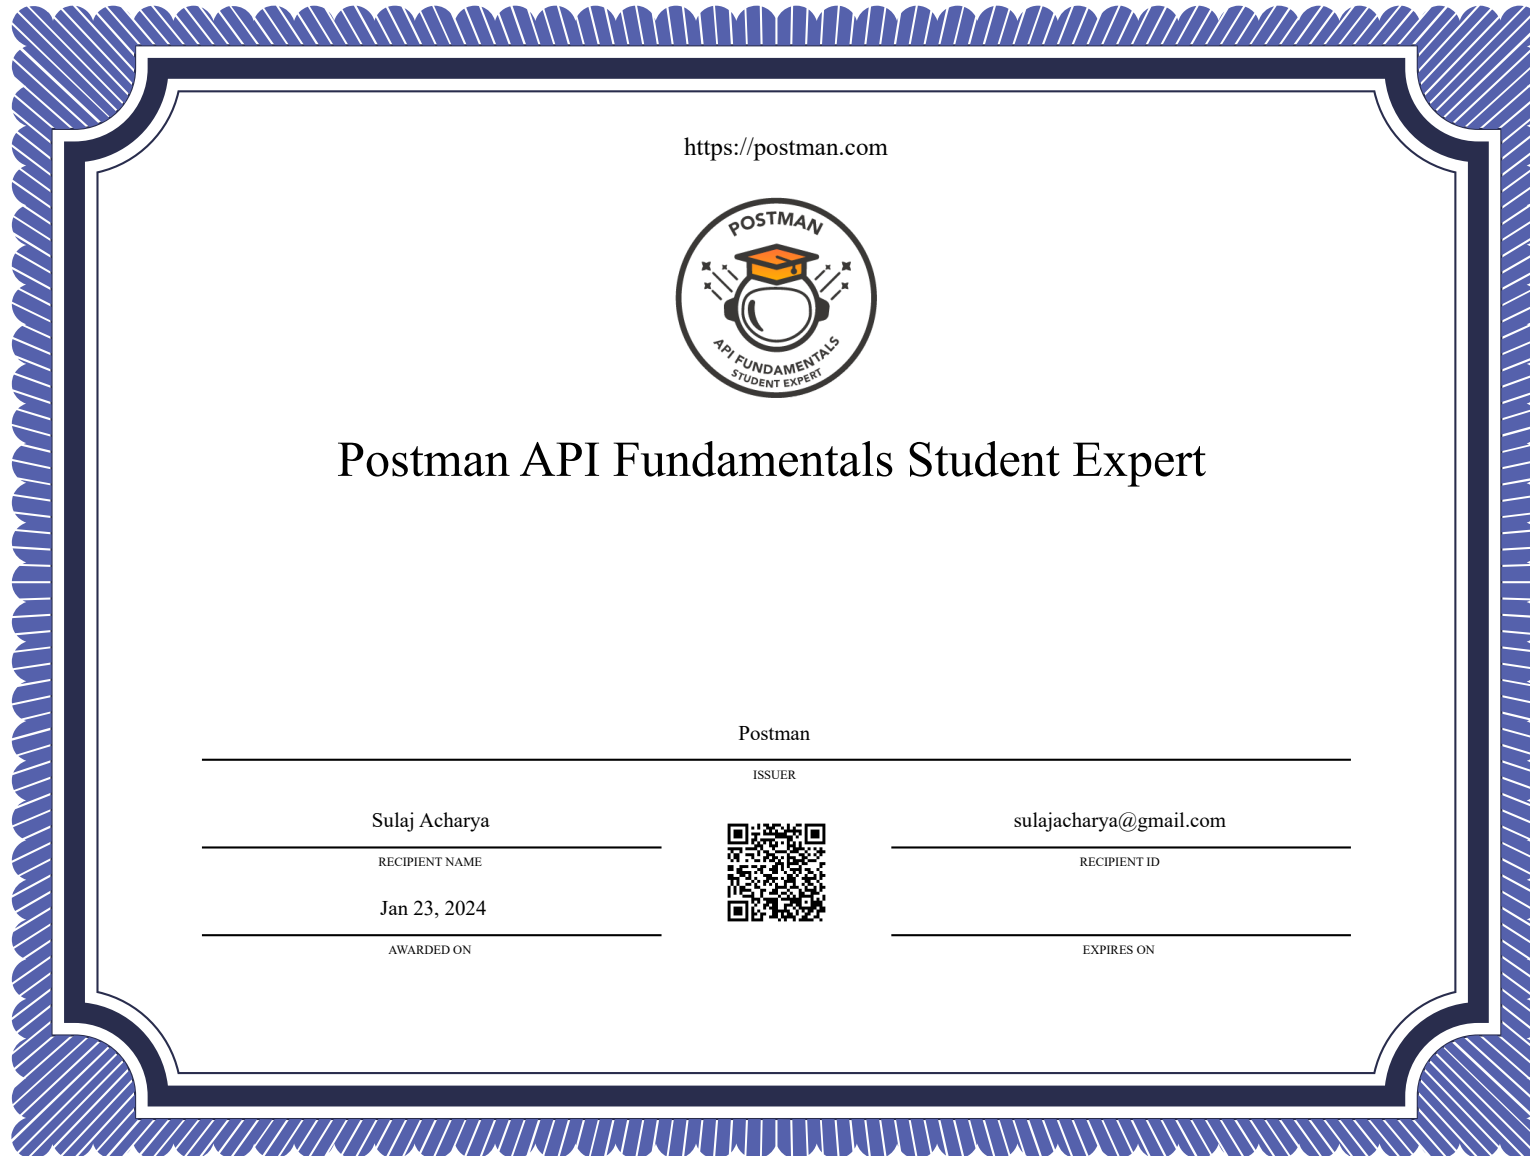 https://postman.com
POSTMAN
API FUNDAMENTALS
STUDENT EXPERT
Postman API Fundamentals Student Expert
Postman
ISSUER
Sulaj Acharya
sulajacharya@gmail.com
RECIPIENT NAME
RECIPIENT ID
Jan 23, 2024
AWARDED ON
EXPIRES ON